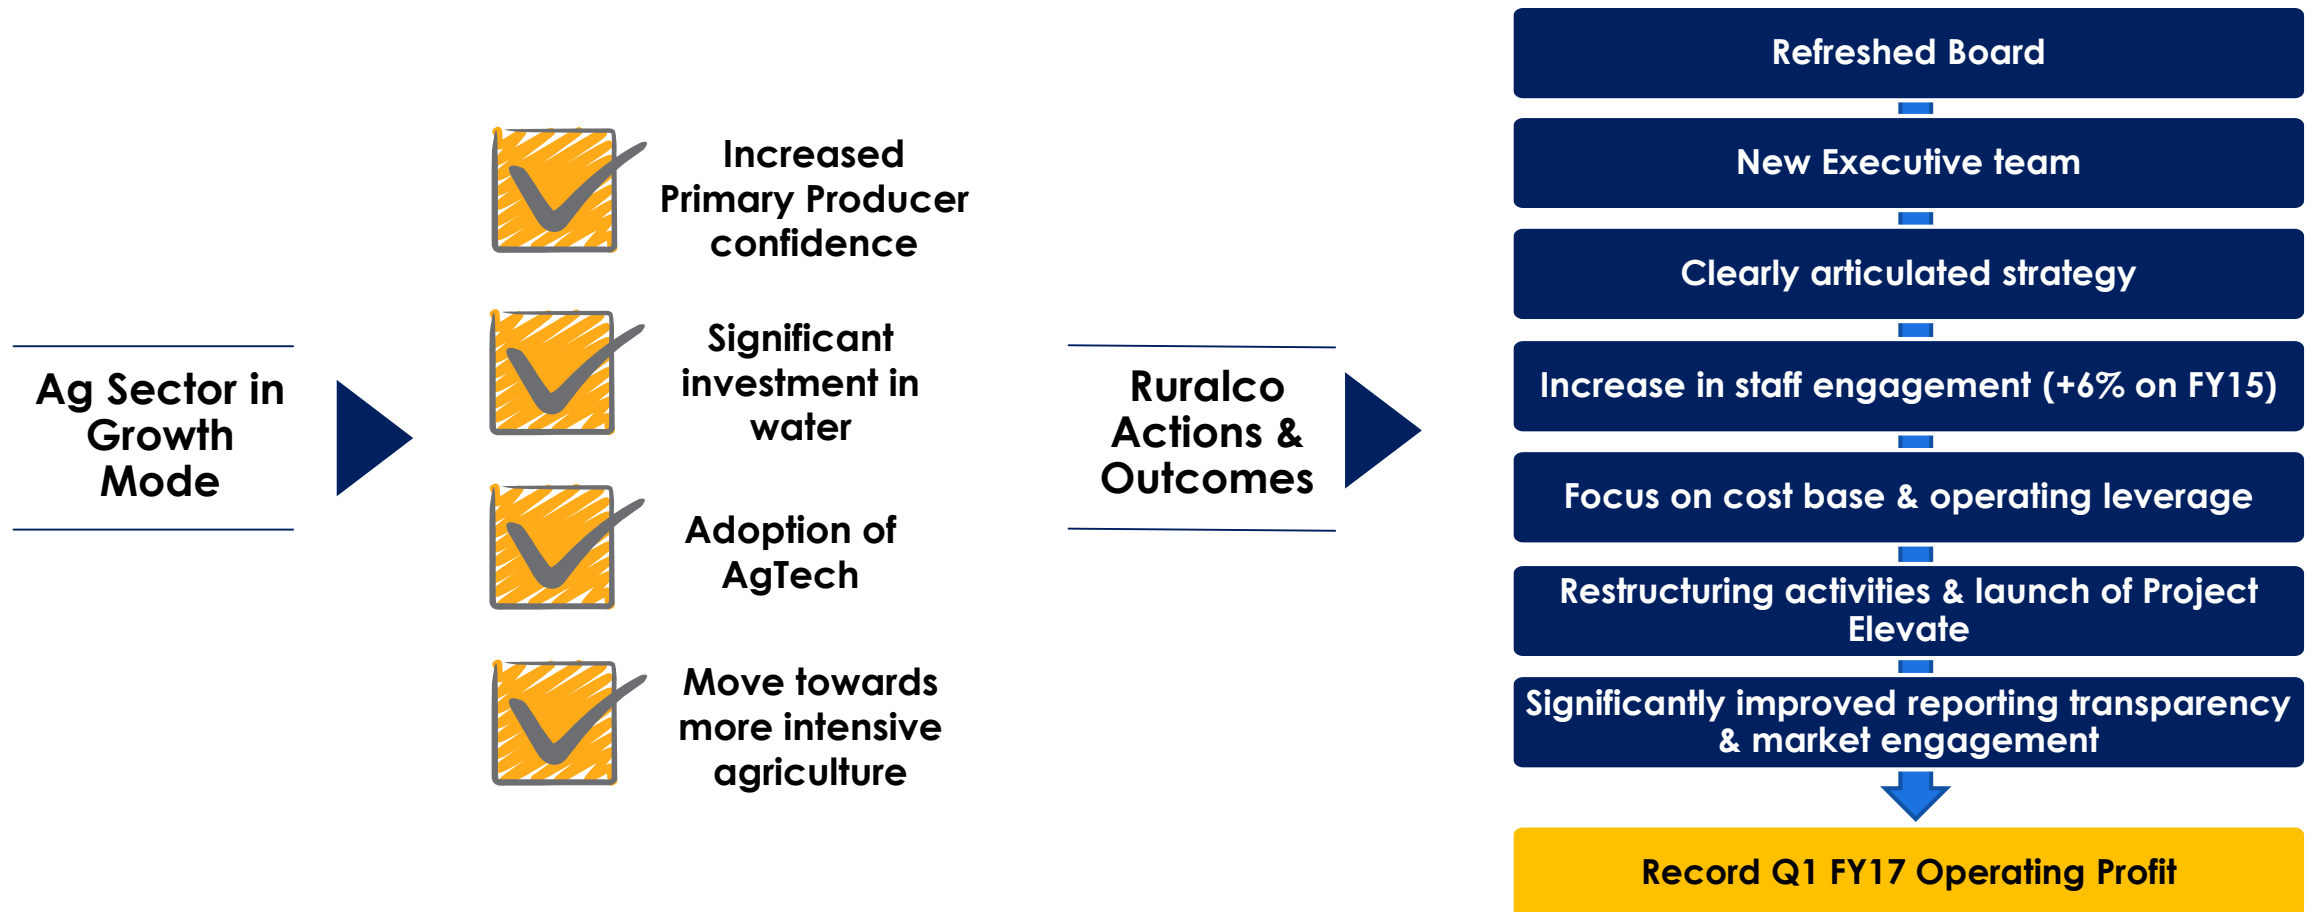 Ag Sector in
Growth
Mode
Increased
Primary Producer
confidence
Significant
investment in
water
Adoption of
AgTech
Move towards
more intensive
agriculture
Ruralco
Actions &
Outcomes
Refreshed Board
New Executive team
Clearly articulated strategy
Increase in staff engagement (+6% on FY15)
Focus on cost base & operating leverage
Restructuring activities & launch of Project
Elevate
Significantly improved reporting transparency
& market engagement
Record Q1 FY17 Operating Profit